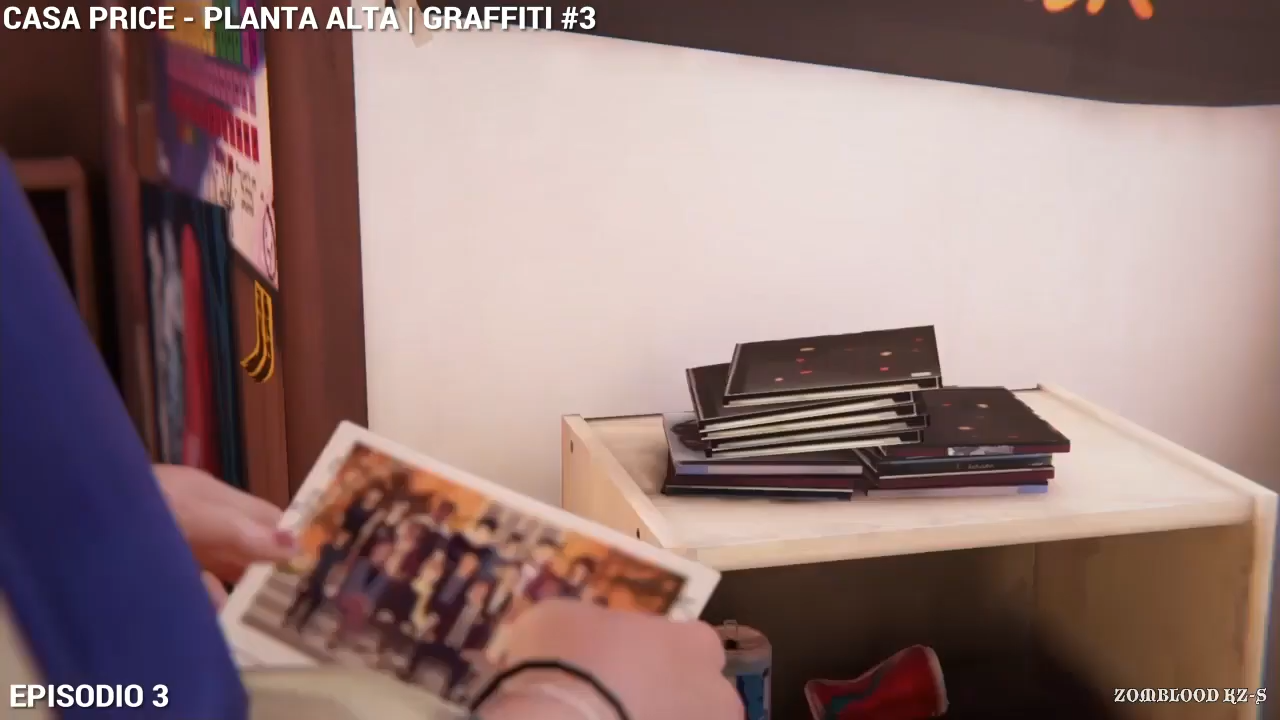 CASA PRICE - PLANTA ALTA | GRAFFITI #3
EPISODIO 3
ZOMBLOOD KZ-S